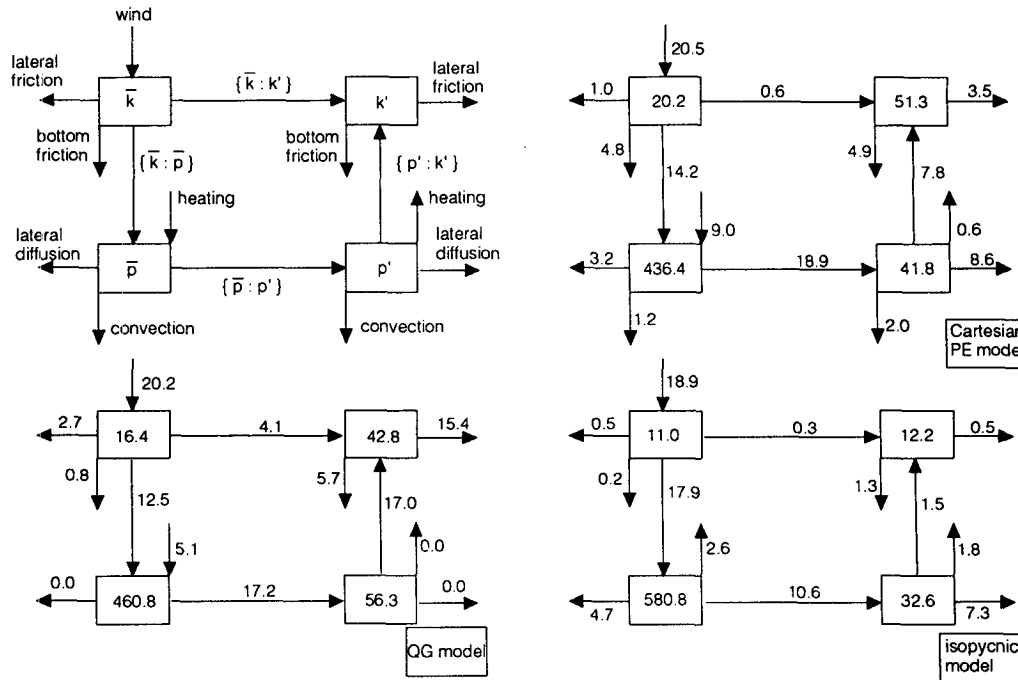 wind
lateral
friction
k̄
{ k̄ : k' }
k'
lateral
friction
bottom
friction
{ k̄ : p̄ }
bottom
friction
{ p' : k' }
heating
heating
lateral
diffusion
p̄
{ p̄ : p' }
p'
lateral
diffusion
convection
convection
20.5
1.0
20.2
0.6
51.3
3.5
4.8
14.2
4.9
7.8
9.0
0.6
3.2
436.4
18.9
41.8
8.6
1.2
2.0
Cartesian
PE model
20.2
2.7
16.4
4.1
42.8
15.4
0.8
12.5
5.7
17.0
5.1
0.0
0.0
460.8
17.2
56.3
0.0
QG model
18.9
0.5
11.0
0.3
12.2
0.5
0.2
17.9
1.3
1.5
2.6
1.8
4.7
580.8
10.6
32.6
7.3
isopycnic
model